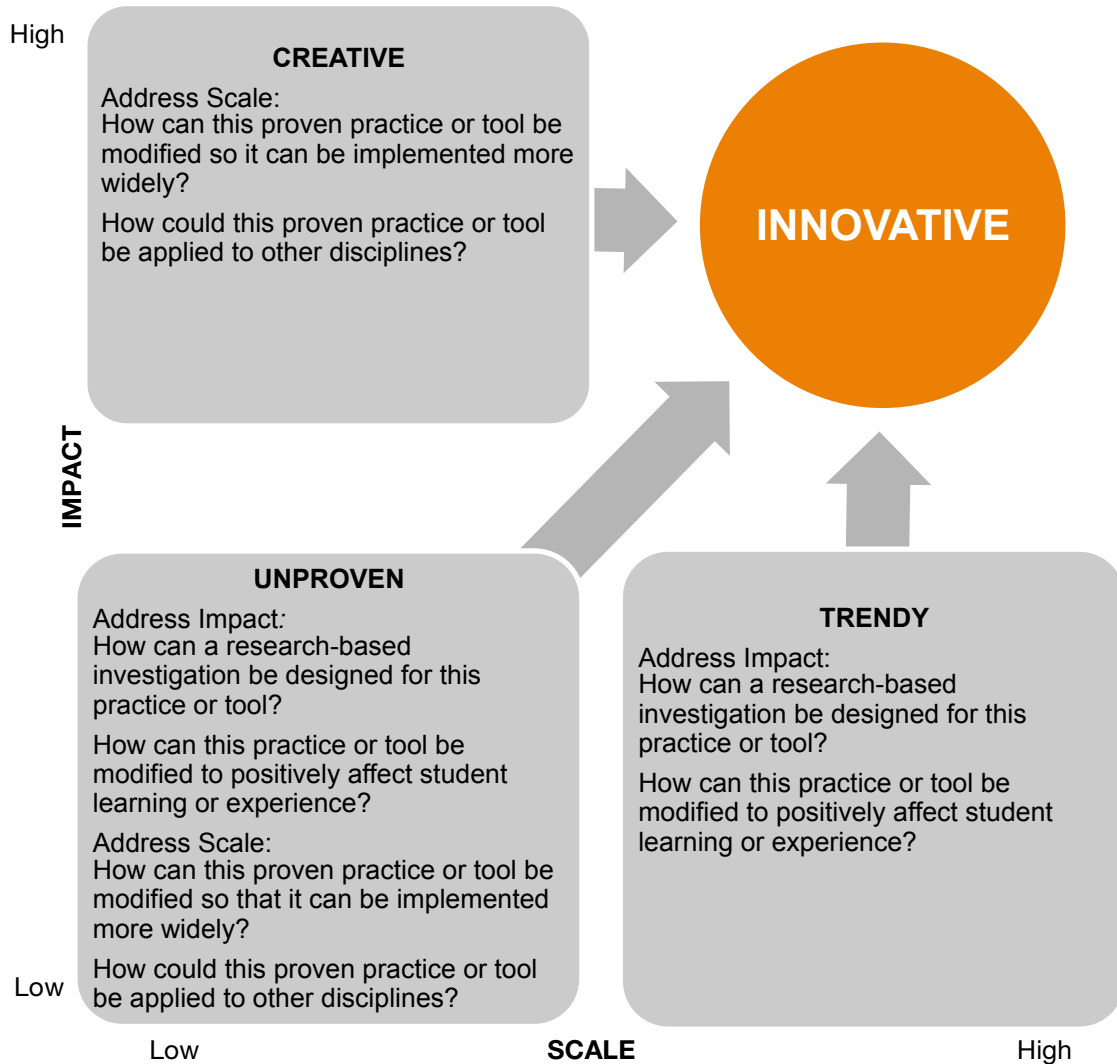 High
CREATIVE
Address Scale:
How can this proven practice or tool be
modified so it can be implemented more
widely?
How could this proven practice or tool
be applied to other disciplines?
INNOVATIVE
IMPACT
UNPROVEN
Address Impact:
How can a research-based
investigation be designed for this
practice or tool?
How can this practice or tool be
modified to positively affect student
learning or experience?
Address Scale:
How can this proven practice or tool be
modified so that it can be implemented
more widely?
How could this proven practice or tool
be applied to other disciplines?
TRENDY
Address Impact:
How can a research-based
investigation be designed for this
practice or tool?
How can this practice or tool be
modified to positively affect student
learning or experience?
Low
Low
SCALE
High